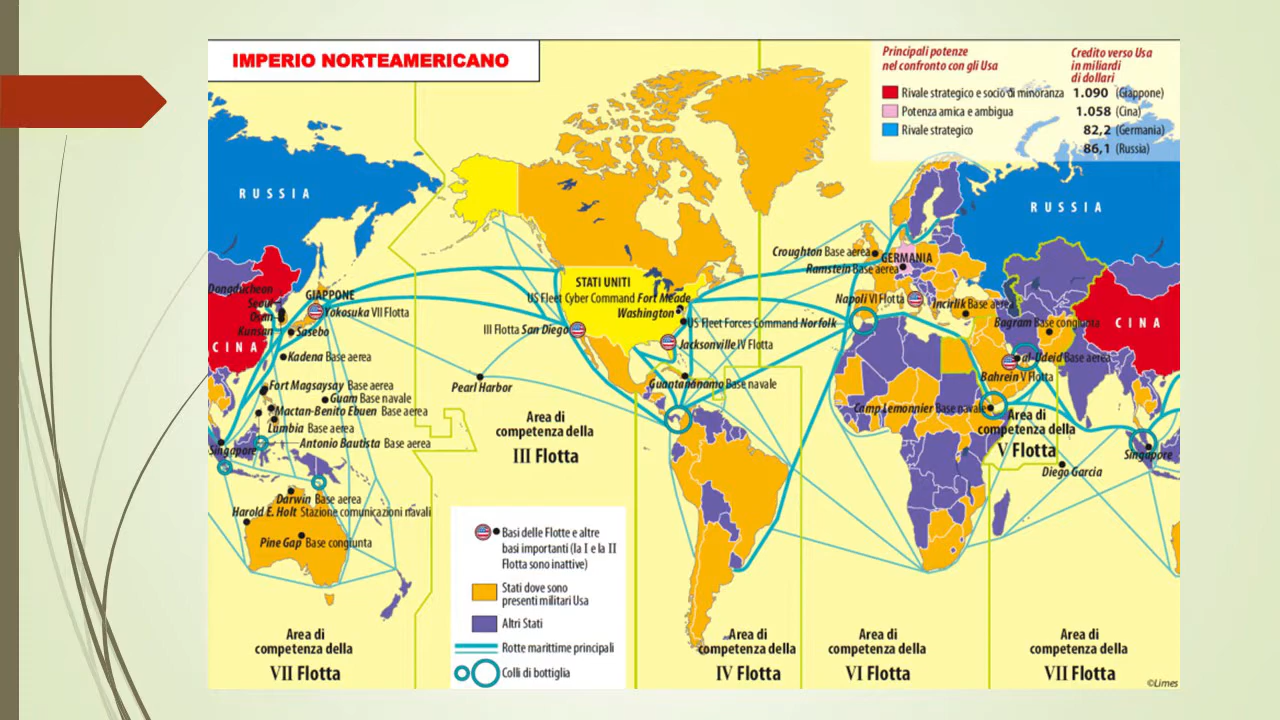 IMPERIO NORTEAMERICANO
Principali potenze
nel confronto con gli Usa
Credito verso Usa
in miliardi
di dollari
Rivale strategico e socio di minoranza 1.090 (Giappone)
Potenza amica e ambigua 1.058 (Cina)
Rivale strategico 82,2 (Germania)
86,1 (Russia)
RUSSIA
RUSSIA
Croughton Base aerea
GERMANIA
Ramstein Base aerea
STATI UNITI
Dongducheon
GIAPPONE
US Fleet Cyber Command Fort Meade
Napoli VI Flotta
Incirlik Base aerea
Seul
Osan
Yokosuka VII Flotta
Washington
Kunsan
Sasebo
III Flotta San Diego
US Fleet Forces Command Norfolk
Bagram Base congiunta
CINA
CINA
Jacksonville IV Flotta
Kadena Base aerea
al-Udeid Base aerea
Bahrein V Flotta
Fort Magsaysay Base aerea
Pearl Harbor
Guantánamo Base navale
Guam Base navale
Mactan-Benito Ebuen Base aerea
Camp Lemonnier Base navale
Lumbia Base aerea
Antonio Bautista Base aerea
Singapore
Area di
competenza della
III Flotta
Area di
competenza della
V Flotta
Singapore
Diego Garcia
Darwin Base aerea
Harold E. Holt Stazione comunicazioni navali
Pine Gap Base congiunta
Basi delle Flotte e altre
basi importanti (la I e la II
Flotta sono inattive)
Stati dove sono
presenti militari Usa
Altri Stati
Rotte marittime principali
Colli di bottiglia
Area di
competenza della
VII Flotta
Area di
competenza della
IV Flotta
Area di
competenza della
VI Flotta
Area di
competenza della
VII Flotta
©Limes